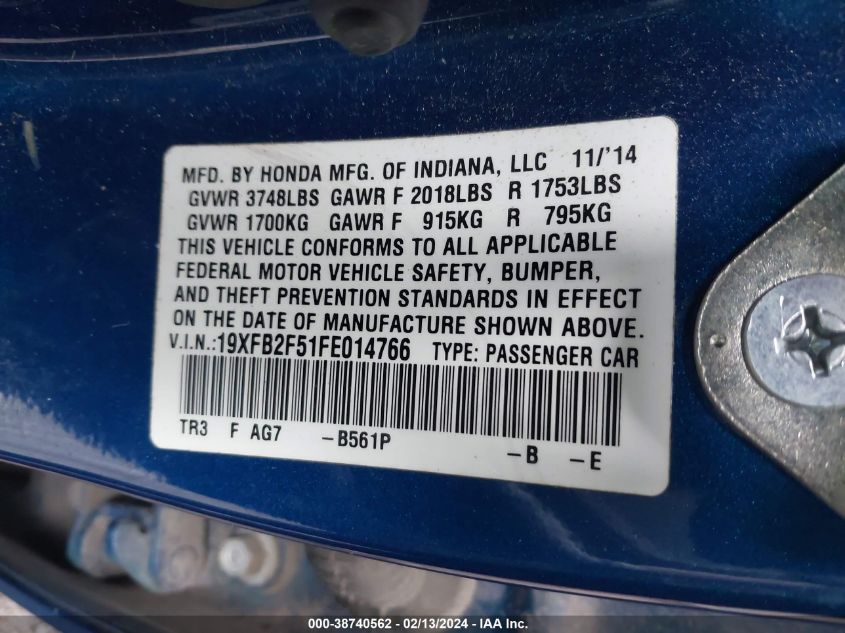 MFD. BY HONDA MFG. OF INDIANA, LLC 11/'14
GVWR 3748LBS GAWR F 2018LBS R 1753LBS
GVWR 1700KG GAWR F 915KG R 795KG
THIS VEHICLE CONFORMS TO ALL APPLICABLE
FEDERAL MOTOR VEHICLE SAFETY, BUMPER,
AND THEFT PREVENTION STANDARDS IN EFFECT
ON THE DATE OF MANUFACTURE SHOWN ABOVE.
V.I.N.:19XFB2F51FE014766 TYPE: PASSENGER CAR
TR3 F AG7 -B561P -B -E
000-38740562 - 02/13/2024 - IAAI.COM